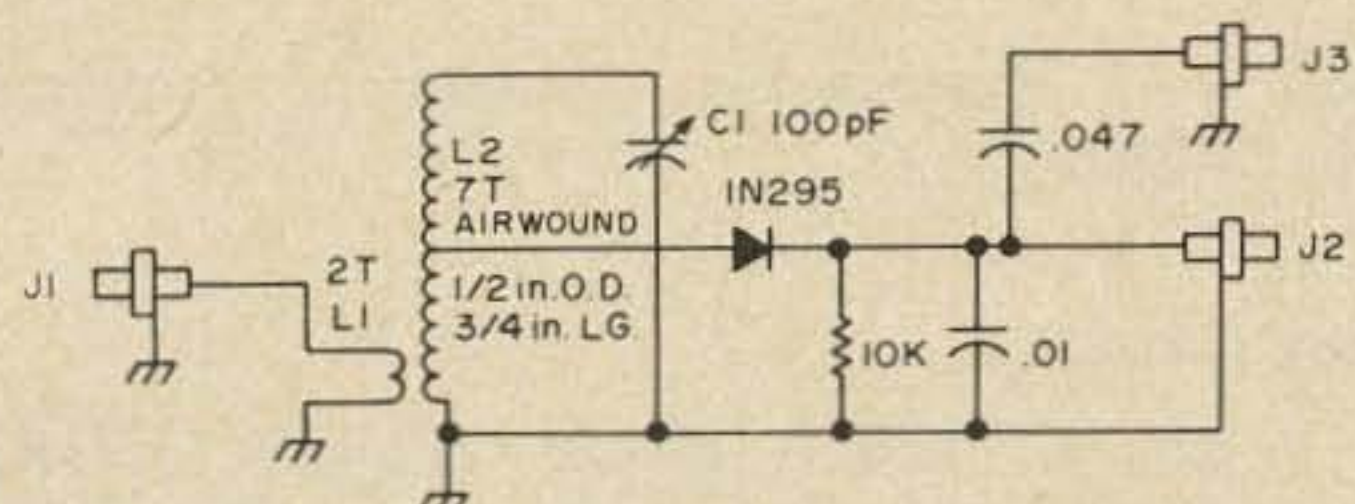 J3
C1 100pF
.047
L2
7T
AIRWOUND
1N295
J2
J1
2T
L1
1/2 in. O.D.
3/4 in. LG.
10K
.01